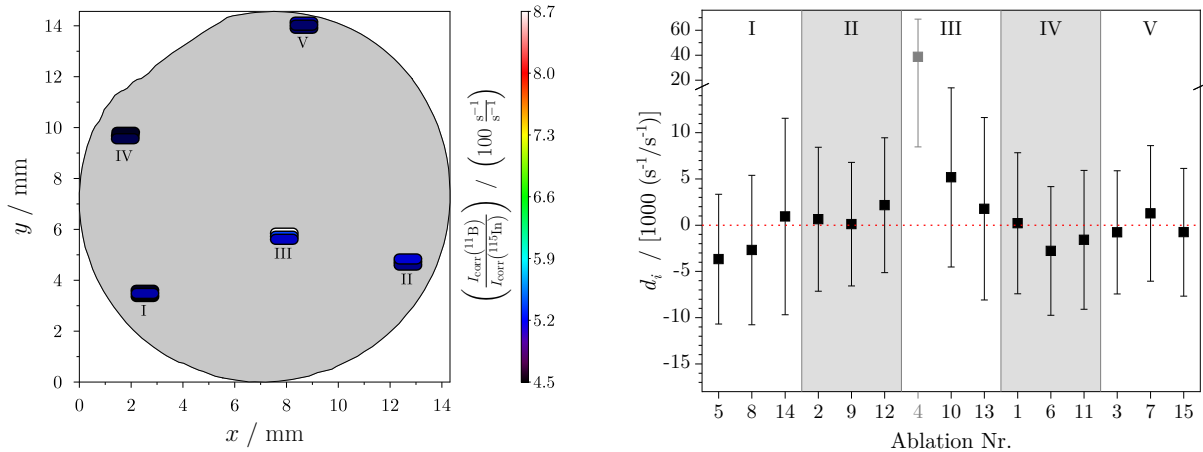 14
12
10
8
6
4
2
0
y / mm
0 2 4 6 8 10 12 14
x / mm
V
IV
III
II
I
8.7
8.0
7.3
6.6
5.9
5.2
4.5
(I_corr(¹¹B) / I_corr(¹¹⁵In)) / (100 s⁻¹/s⁻¹)
I II III IV V
60
40
20
10
5
0
-5
-10
-15
d_i / [1000 (s⁻¹/s⁻¹)]
5 8 14 2 9 12 4 10 13 1 6 11 3 7 15
Ablation Nr.